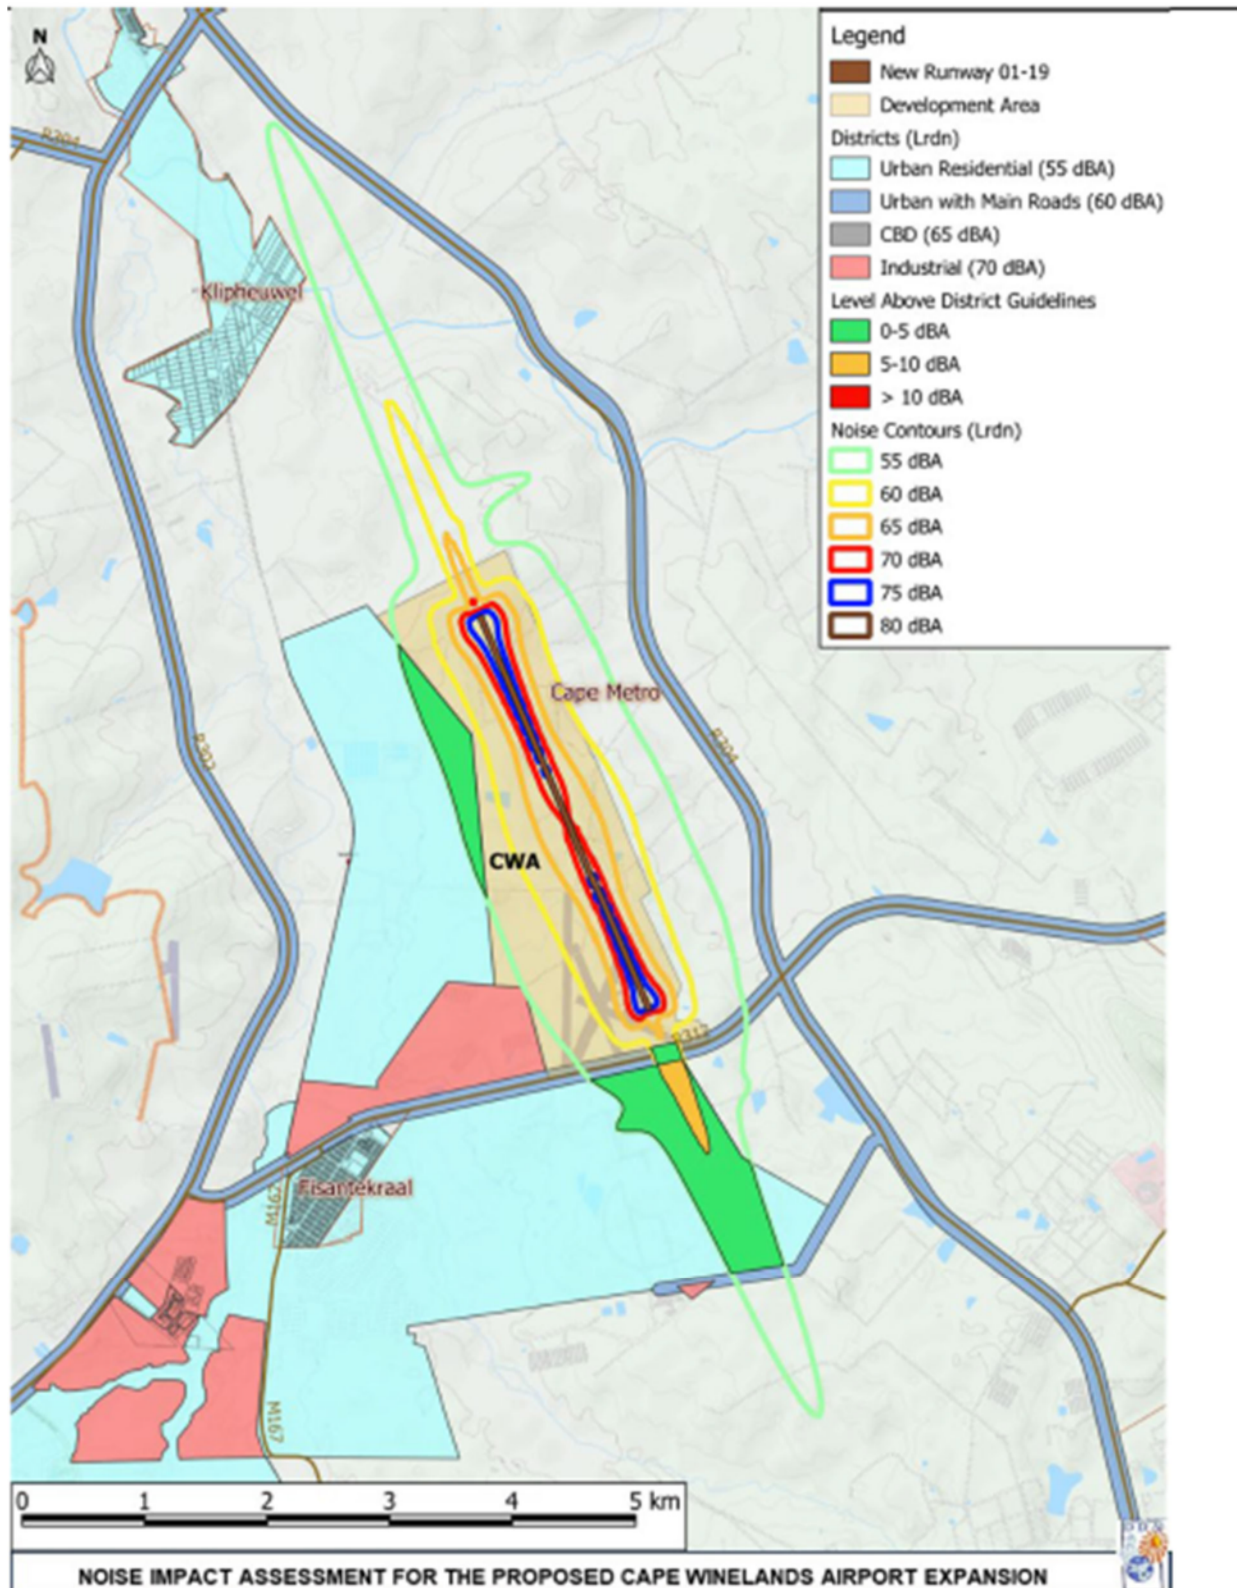 N
R304
Klipheuwel
Legend
New Runway 01-19
Development Area
Districts (Lrdn)
Urban Residential (55 dBA)
Urban with Main Roads (60 dBA)
CBD (65 dBA)
Industrial (70 dBA)
Level Above District Guidelines
0-5 dBA
5-10 dBA
> 10 dBA
Noise Contours (Lrdn)
55 dBA
60 dBA
65 dBA
70 dBA
75 dBA
80 dBA
Cape Metro
R302
R304
CWA
R312
Fisantekraal
M167
M167
0 1 2 3 4 5 km
NOISE IMPACT ASSESSMENT FOR THE PROPOSED CAPE WINELANDS AIRPORT EXPANSION